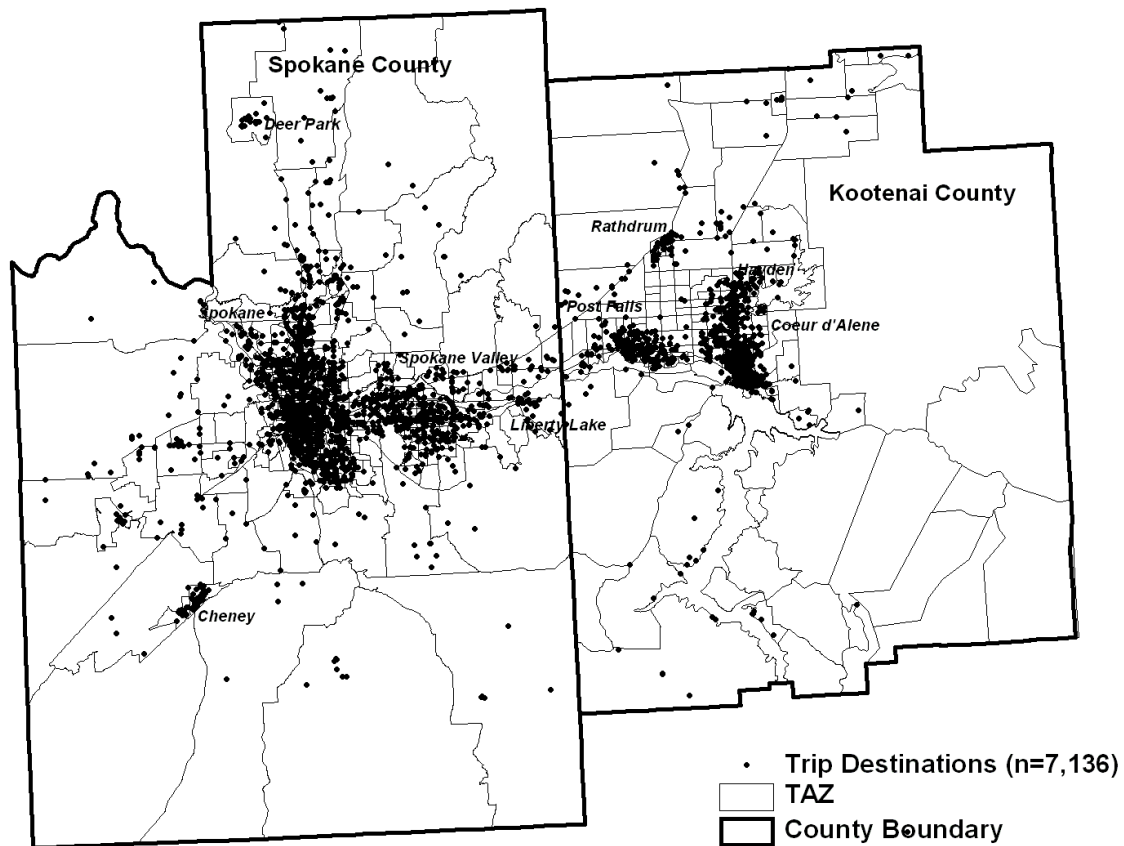 Spokane County
Deer Park
Kootenai County
Rathdrum
Hayden
Post Falls
Spokane
Coeur d'Alene
Spokane Valley
Liberty Lake
Cheney
Trip Destinations (n=7,136)
TAZ
County Boundary